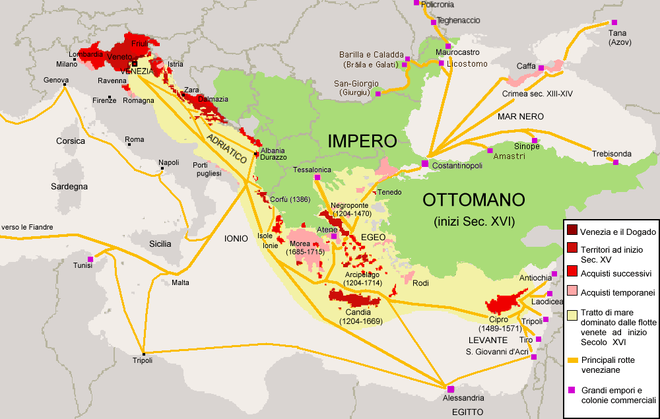 Policronia
Teghenaccio
Tana
(Azov)
Friuli
Lombardia
Veneto
Milano
VENEZIA
Istria
Maurocastro
Licostomo
Barilla e Caladda
(Brăila e Galati)
San-Giorgio
(Giurgiu)
Caffa
Crimea sec. XIII-XIV
Genova
Ravenna
Zara
Firenze
Romagna
Dalmazia
MAR NERO
Corsica
Roma
ADRIATICO
IMPERO
Sinope
Amastri
Trebisonda
Albania
Durazzo
Napoli
Porti
pugliesi
Tessalonica
Costantinopoli
Sardegna
Corfù (1386)
Tenedo
OTTOMANO
(inizi Sec. XVI)
Negroponte
(1204-1470)
verso le Fiandre
IONIO
Isole
Ionie
Atene
EGEO
Morea
(1685-1715)
Sicilia
Tunisi
Malta
Arcipelago
(1204-1714)
Rodi
Candia
(1204-1669)
Antiochia
Laodicea
Cipro
(1489-1571)
Tripoli
LEVANTE
Tiro
S. Giovanni d'Acri
Tripoli
Alessandria
EGITTO
Venezia e il Dogado
Territori ad inizio
Sec. XV
Acquisti successivi
Acquisti temporanei
Tratto di mare
dominato dalle flotte
venete ad inizio
Secolo XVI
Principali rotte
veneziane
Grandi empori e
colonie commerciali